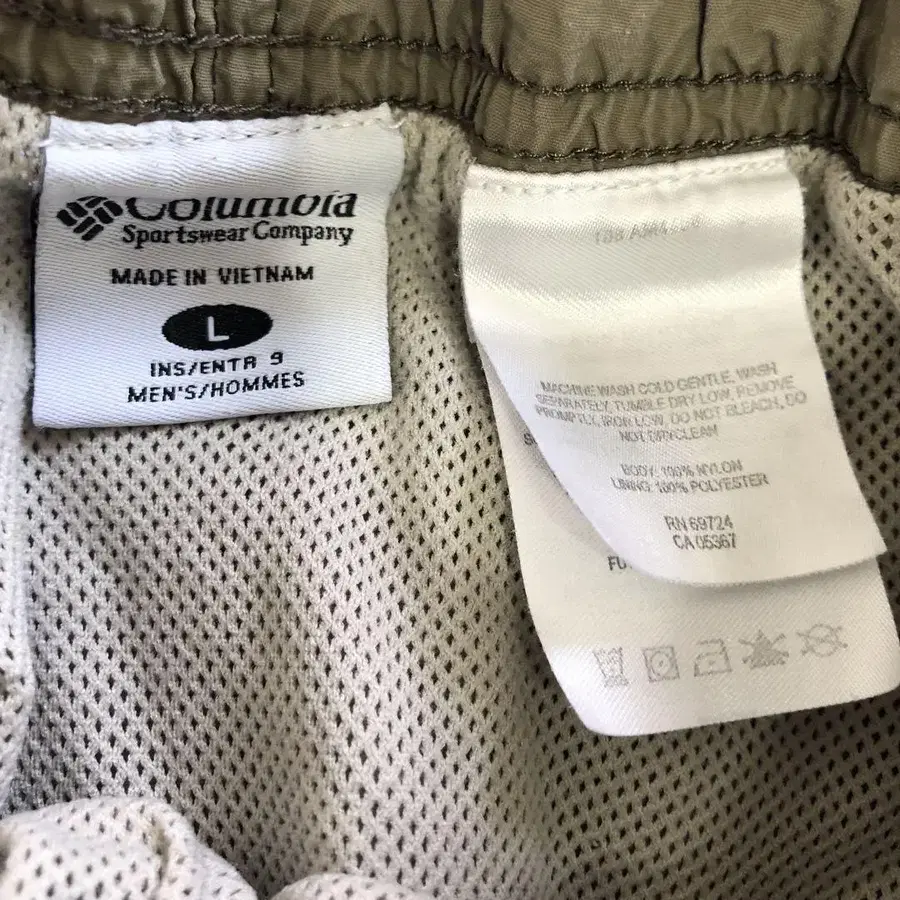 Columbia
Sportswear Company
MADE IN VIETNAM
L
INS/ENTR 9
MEN'S/HOMMES
MACHINE WASH COLD GENTLE, WASH
SEPARATELY, TUMBLE DRY LOW, REMOVE
PROMPTLY, IRON LOW, DO NOT BLEACH, DO
NOT DRYCLEAN
BODY: 100% NYLON
LINING: 100% POLYESTER
RN 69724
CA 05367